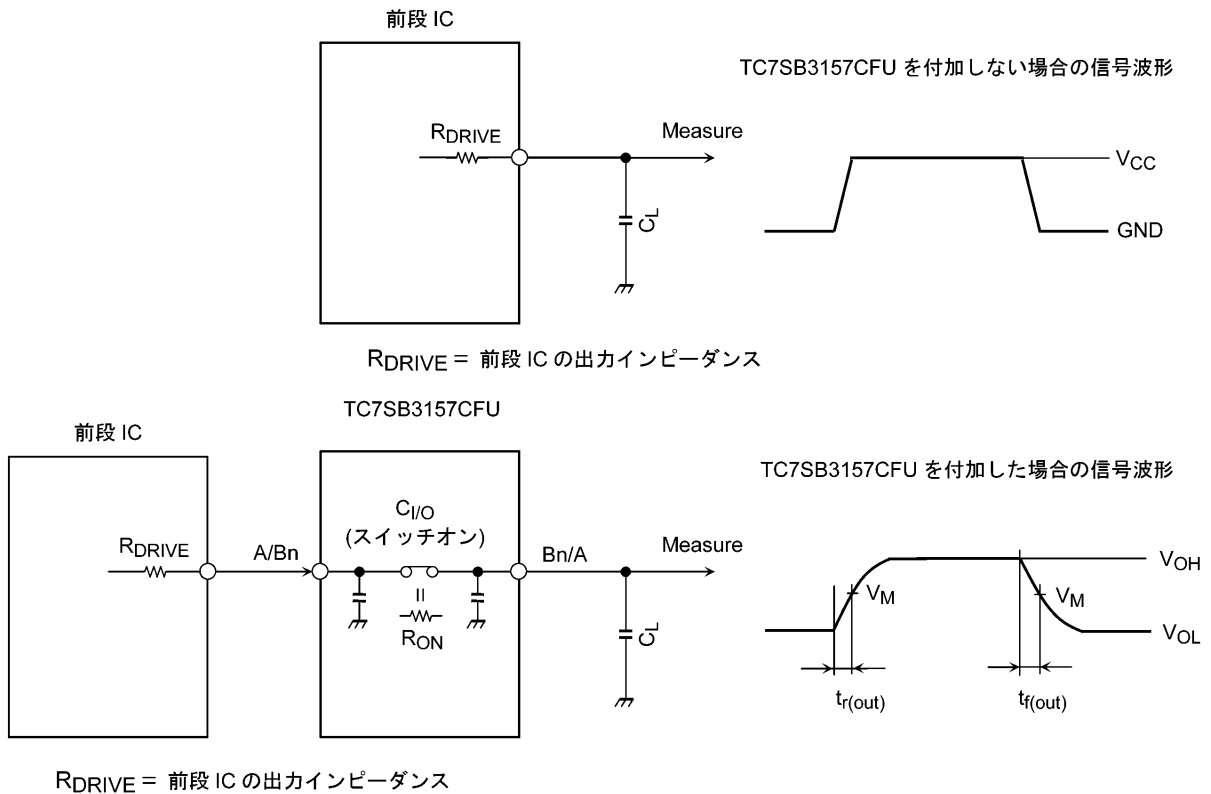 前段 IC
TC7SB3157CFU を付加しない場合の信号波形
RDRIVE
Measure
VCC
CL
GND
RDRIVE = 前段 IC の出力インピーダンス
TC7SB3157CFU
前段 IC
TC7SB3157CFU を付加した場合の信号波形
CI/O
(スイッチオン)
RDRIVE
A/Bn
Bn/A
Measure
VOH
VM
VM
RON
CL
VOL
tr(out)
tf(out)
RDRIVE = 前段 IC の出力インピーダンス